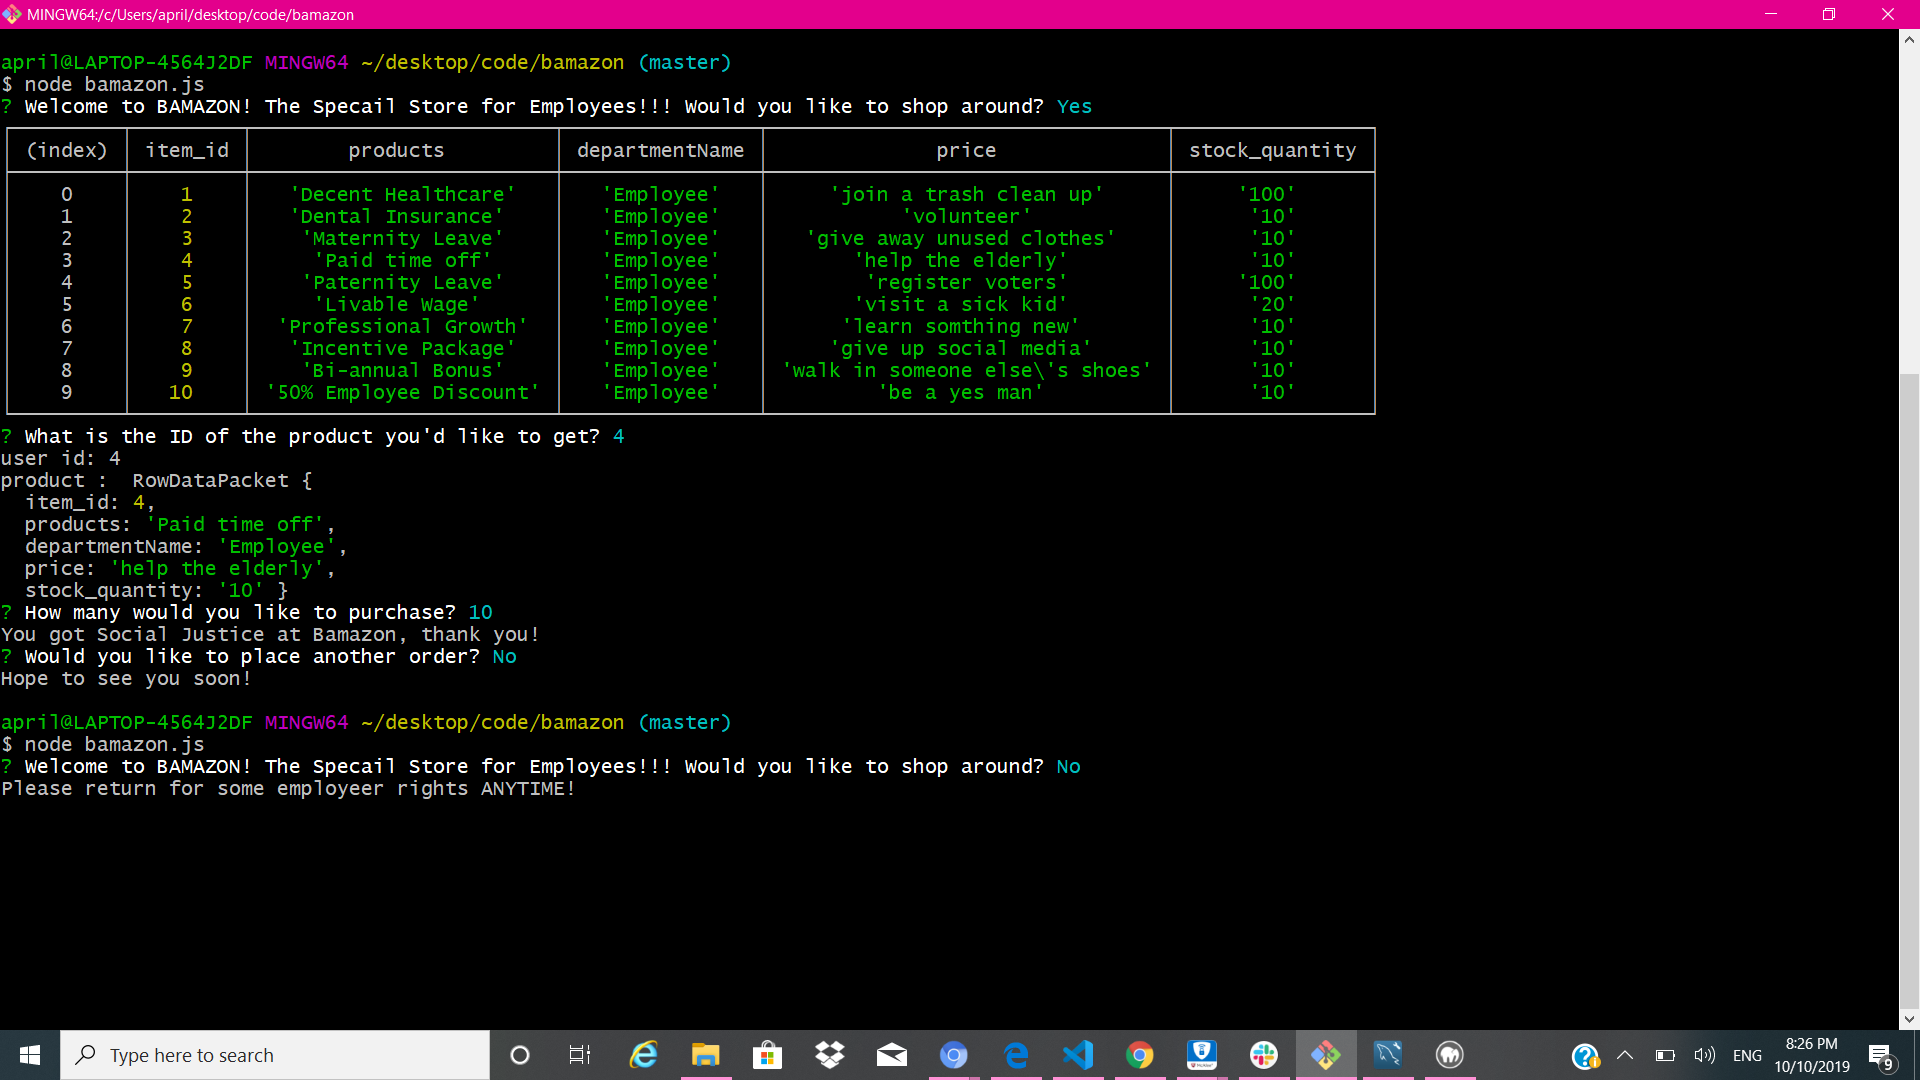 MINGW64:/c/Users/april/desktop/code/bamazon
april@LAPTOP-4564J2DF MINGW64 ~/desktop/code/bamazon (master)
$ node bamazon.js
? Welcome to BAMAZON! The Specail Store for Employees!!! Would you like to shop around? Yes
(index) item_id products departmentName price stock_quantity
0 1 'Decent Healthcare' 'Employee' 'join a trash clean up' '100'
1 2 'Dental Insurance' 'Employee' 'volunteer' '10'
2 3 'Maternity Leave' 'Employee' 'give away unused clothes' '10'
3 4 'Paid time off' 'Employee' 'help the elderly' '10'
4 5 'Paternity Leave' 'Employee' 'register voters' '100'
5 6 'Livable Wage' 'Employee' 'visit a sick kid' '20'
6 7 'Professional Growth' 'Employee' 'learn somthing new' '10'
7 8 'Incentive Package' 'Employee' 'give up social media' '10'
8 9 'Bi-annual Bonus' 'Employee' 'walk in someone else\'s shoes' '10'
9 10 '50% Employee Discount' 'Employee' 'be a yes man' '10'
? What is the ID of the product you'd like to get? 4
user id: 4
product :  RowDataPacket {
  item_id: 4,
  products: 'Paid time off',
  departmentName: 'Employee',
  price: 'help the elderly',
  stock_quantity: '10' }
? How many would you like to purchase? 10
You got Social Justice at Bamazon, thank you!
? Would you like to place another order? No
Hope to see you soon!
april@LAPTOP-4564J2DF MINGW64 ~/desktop/code/bamazon (master)
$ node bamazon.js
? Welcome to BAMAZON! The Specail Store for Employees!!! Would you like to shop around? No
Please return for some employeer rights ANYTIME!
Type here to search
ENG
8:26 PM
10/10/2019
9